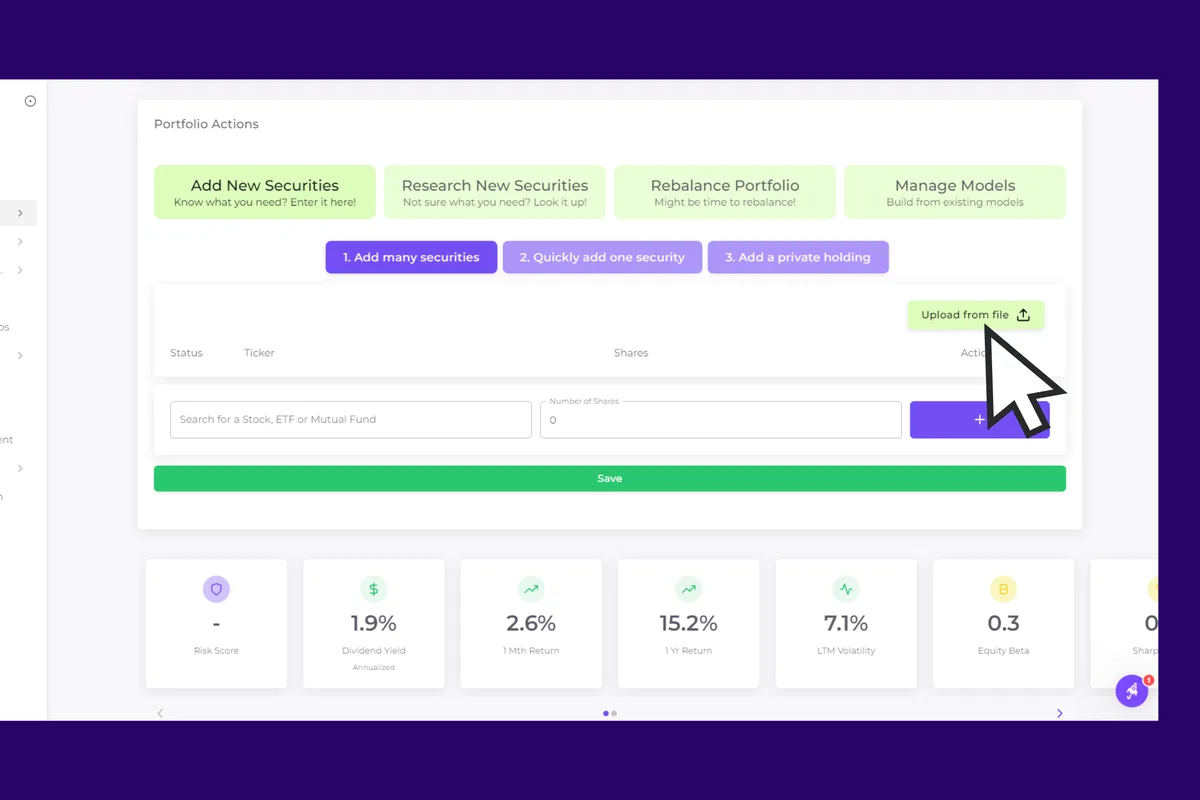 Portfolio Actions
Add New Securities
Know what you need? Enter it here!
Research New Securities
Not sure what you need? Look it up!
Rebalance Portfolio
Might be time to rebalance!
Manage Models
Build from existing models
1. Add many securities
2. Quickly add one security
3. Add a private holding
Upload from file
Status
Ticker
Shares
Search for a Stock, ETF or Mutual Fund
Number of Shares
0
+
Save
-
Risk Score
1.9%
Dividend Yield
Annualized
2.6%
1 Mth Return
15.2%
1 Yr Return
7.1%
LTM Volatility
B
0.3
Equity Beta
0
Sharp
1